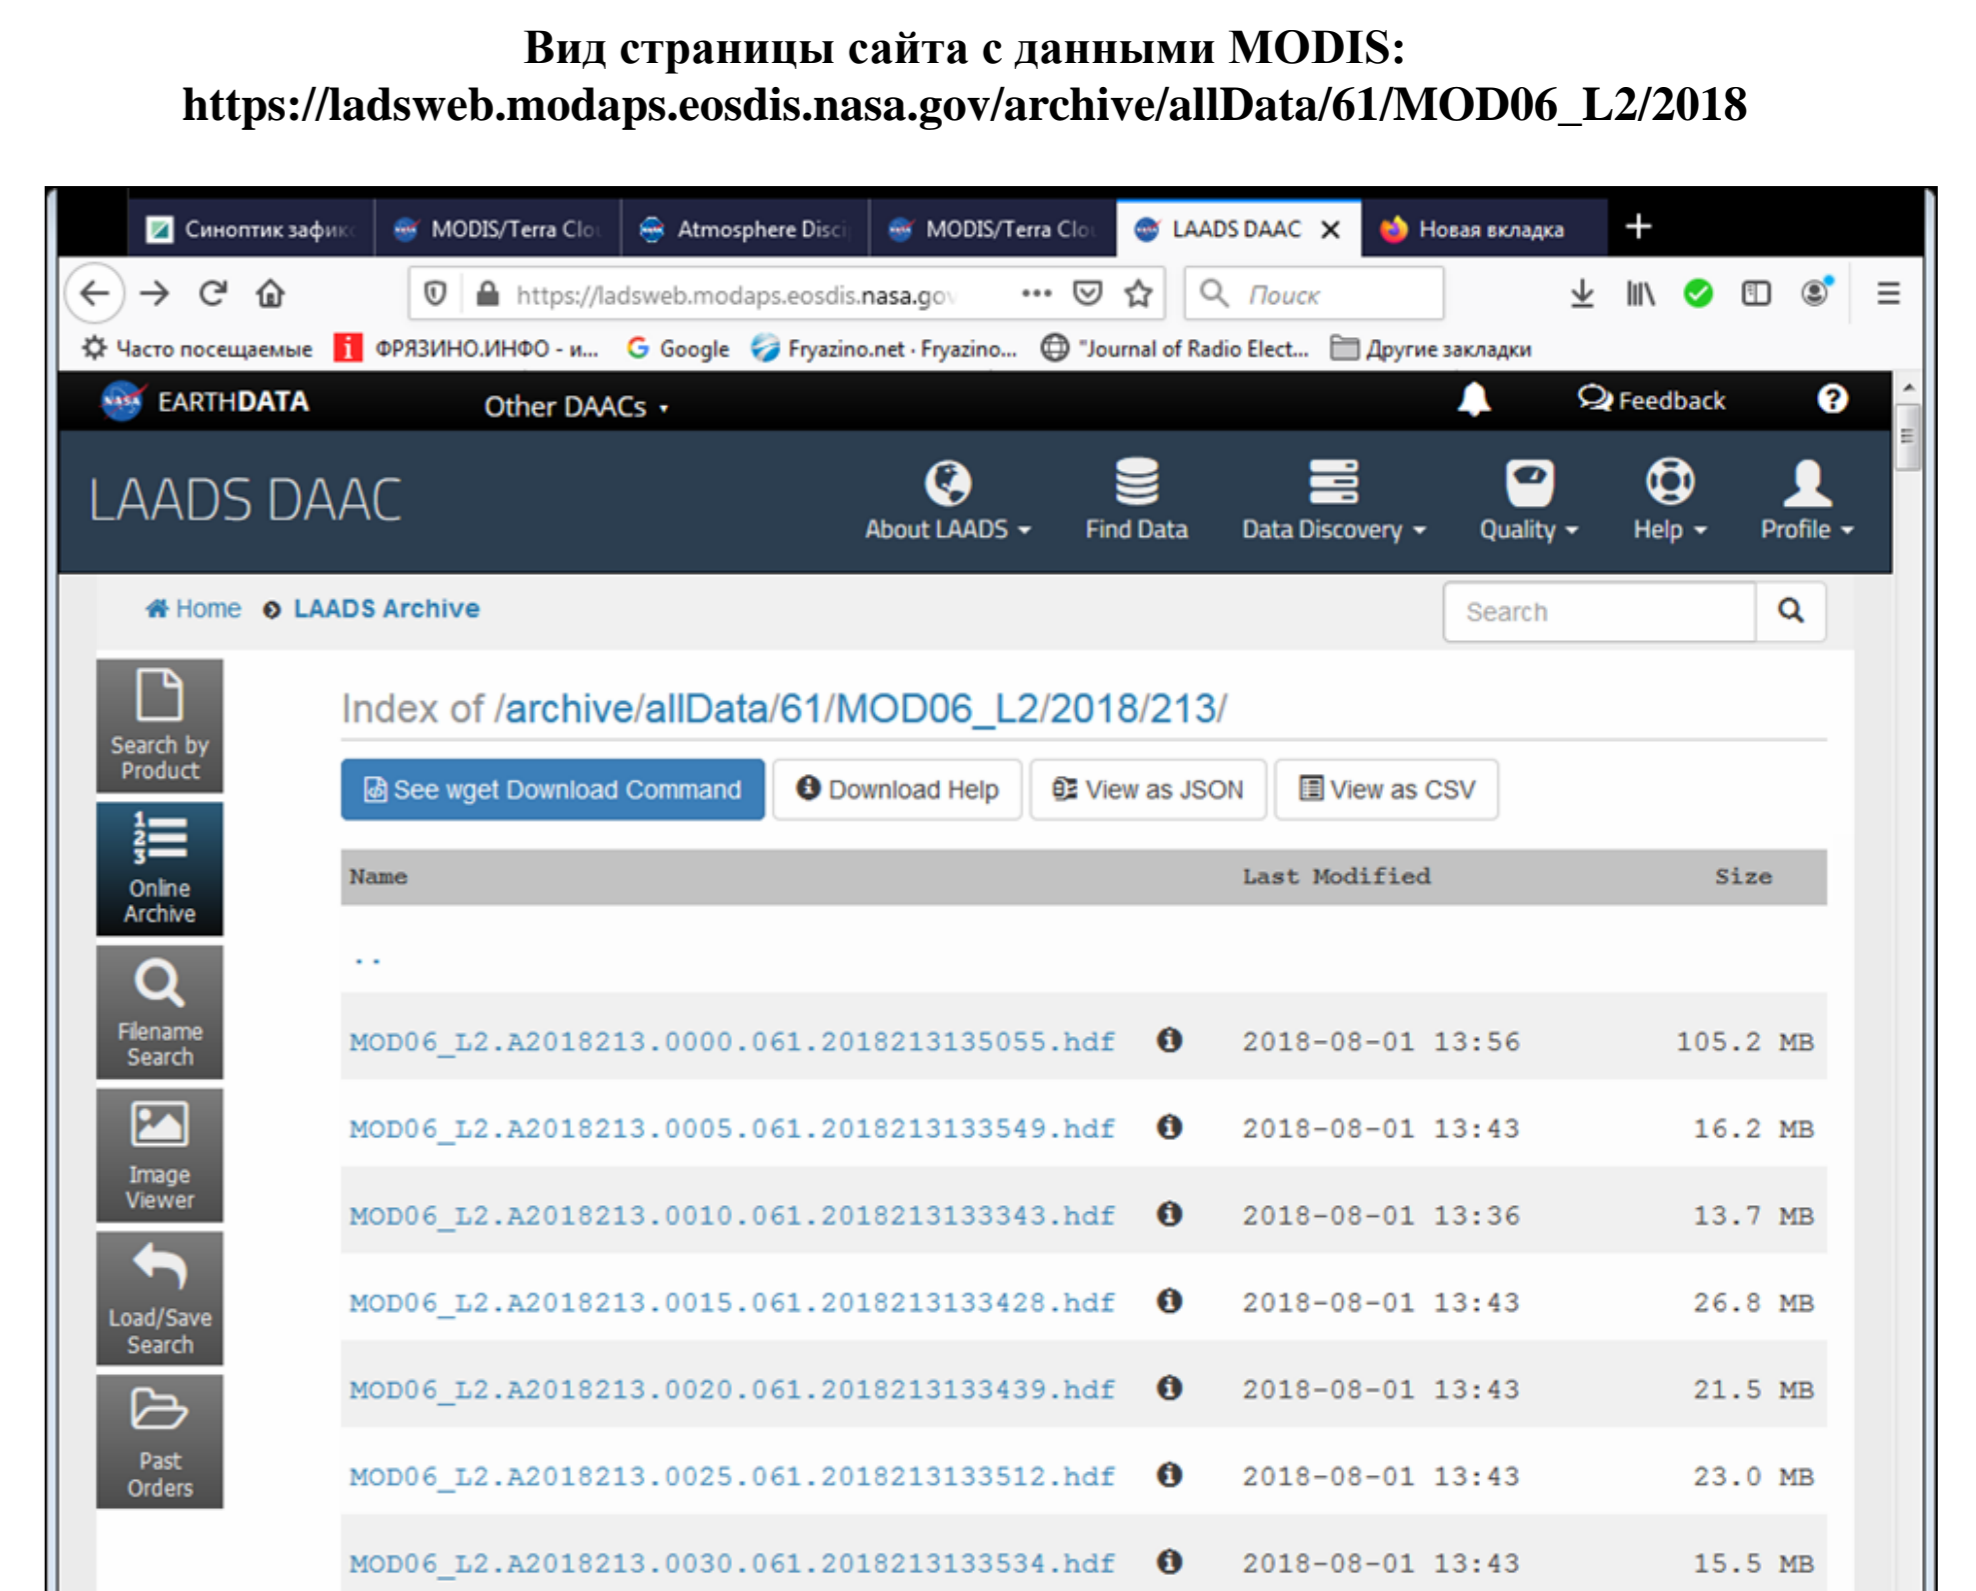 Вид страницы сайта с данными MODIS:
https://ladsweb.modaps.eosdis.nasa.gov/archive/allData/61/MOD06_L2/2018
Синоптик зафикс MODIS/Terra Clou Atmosphere Disci MODIS/Terra Clou LAADS DAAC Новая вкладка
https://ladsweb.modaps.eosdis.nasa.gov Поиск
Часто посещаемые ФРЯЗИНО.ИНФО - и... Google Fryazino.net · Fryazino... "Journal of Radio Elect... Другие закладки
NASA EARTHDATA Other DAACs Feedback
LAADS DAAC
About LAADS Find Data Data Discovery Quality Help Profile
Home LAADS Archive Search
Search by
Product
Online
Archive
Filename
Search
Image
Viewer
Load/Save
Search
Past
Orders
Index of /archive/allData/61/MOD06_L2/2018/213/
See wget Download Command Download Help View as JSON View as CSV
Name Last Modified Size
..
MOD06_L2.A2018213.0000.061.2018213135055.hdf 2018-08-01 13:56 105.2 MB
MOD06_L2.A2018213.0005.061.2018213133549.hdf 2018-08-01 13:43 16.2 MB
MOD06_L2.A2018213.0010.061.2018213133343.hdf 2018-08-01 13:36 13.7 MB
MOD06_L2.A2018213.0015.061.2018213133428.hdf 2018-08-01 13:43 26.8 MB
MOD06_L2.A2018213.0020.061.2018213133439.hdf 2018-08-01 13:43 21.5 MB
MOD06_L2.A2018213.0025.061.2018213133512.hdf 2018-08-01 13:43 23.0 MB
MOD06_L2.A2018213.0030.061.2018213133534.hdf 2018-08-01 13:43 15.5 MB